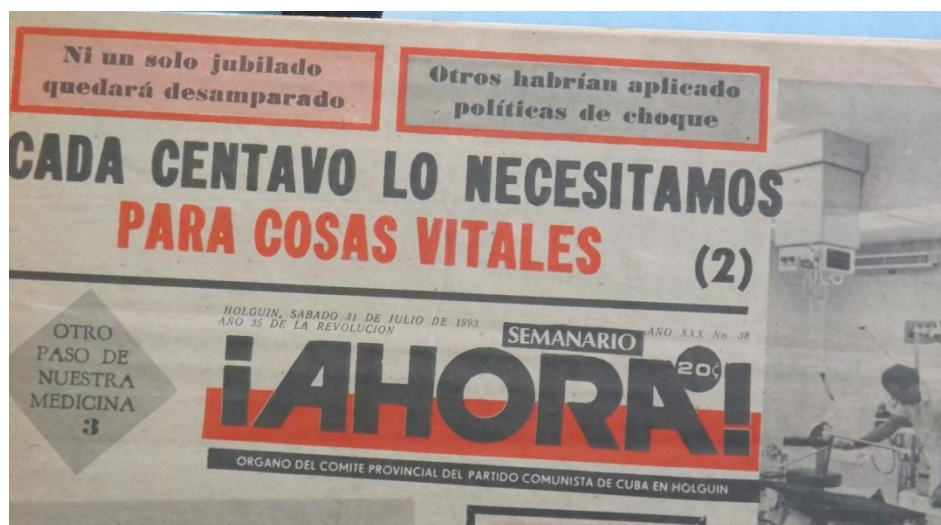 Ni un solo jubilado
quedará desamparado
Otros habrían aplicado
políticas de choque
CADA CENTAVO LO NECESITAMOS
PARA COSAS VITALES (2)
OTRO
PASO DE
NUESTRA
MEDICINA
3
HOLGUIN, SABADO 31 DE JULIO DE 1993
AÑO 35 DE LA REVOLUCION
SEMANARIO
AÑO XXX No. 38
¡AHORA!
20¢
ORGANO DEL COMITE PROVINCIAL DEL PARTIDO COMUNISTA DE CUBA EN HOLGUIN